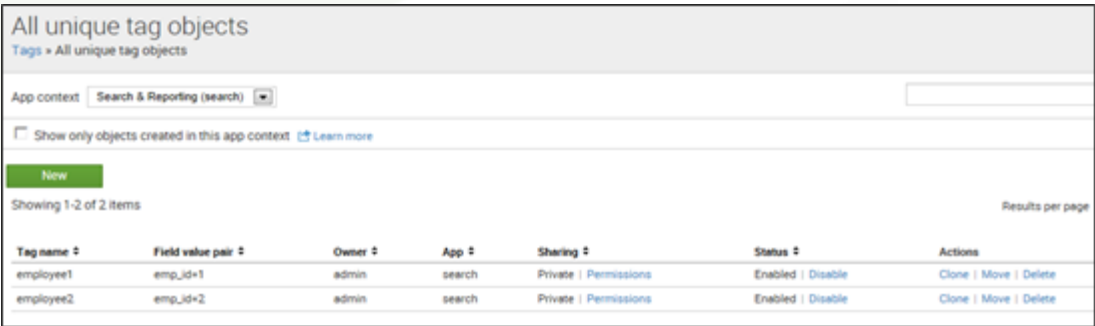 All unique tag objects
Tags » All unique tag objects
App context Search & Reporting (search)
Show only objects created in this app context Learn more
New
Showing 1-2 of 2 items Results per page
Tag name Field value pair Owner App Sharing Status Actions
employee1 emp_id=1 admin search Private | Permissions Enabled | Disable Clone | Move | Delete
employee2 emp_id=2 admin search Private | Permissions Enabled | Disable Clone | Move | Delete